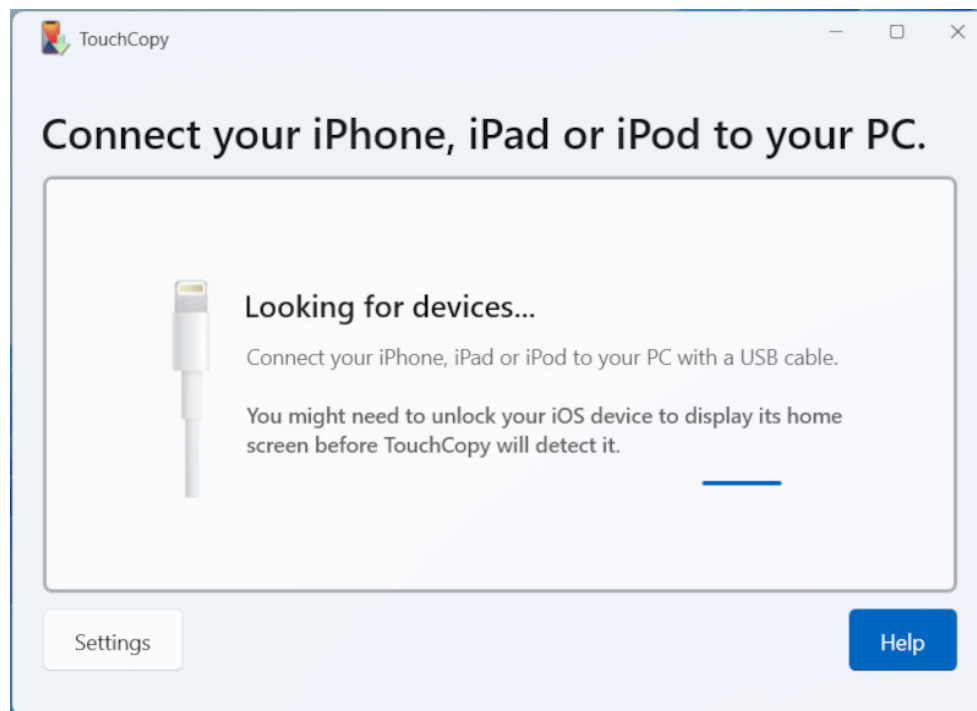 TouchCopy
Connect your iPhone, iPad or iPod to your PC.
Looking for devices...
Connect your iPhone, iPad or iPod to your PC with a USB cable.
You might need to unlock your iOS device to display its home
screen before TouchCopy will detect it.
Settings
Help